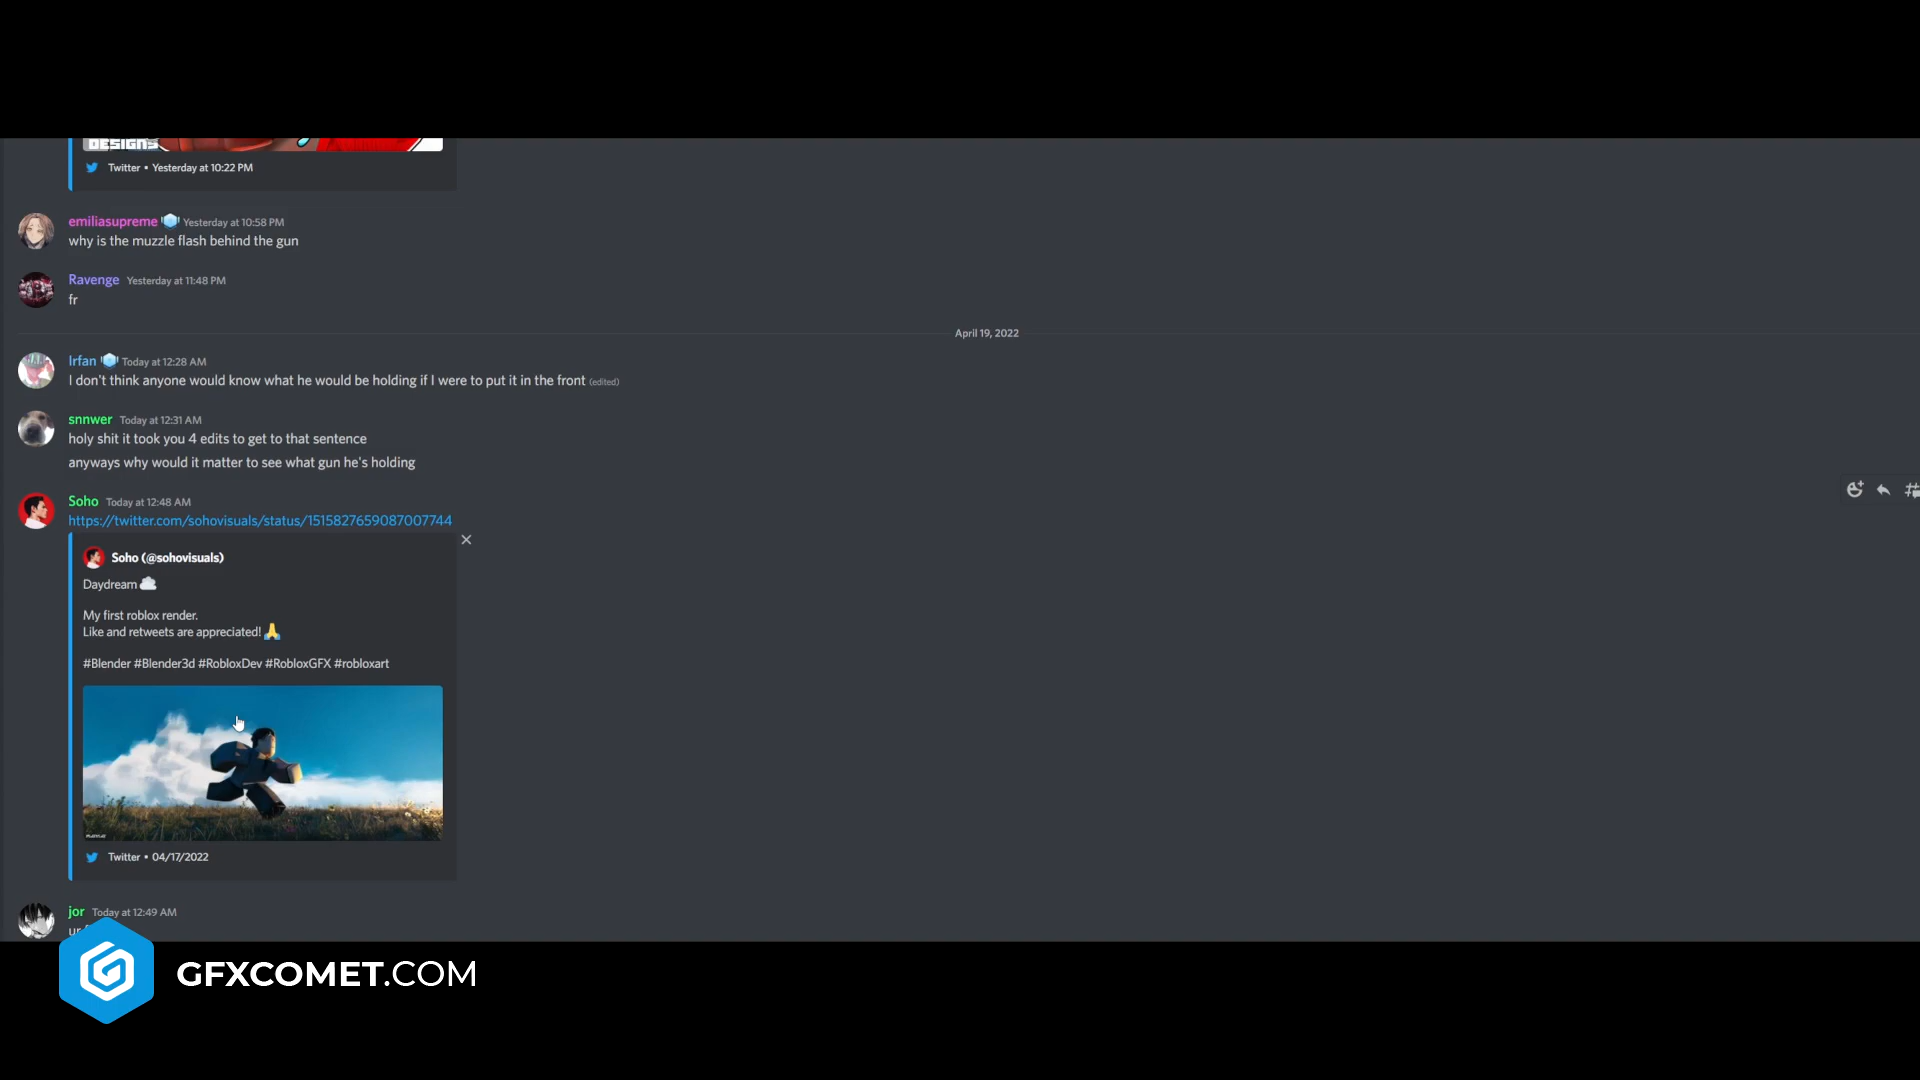 DESIGNS
Twitter • Yesterday at 10:22 PM
emiliasupreme Yesterday at 10:58 PM
why is the muzzle flash behind the gun
Ravenge Yesterday at 11:48 PM
fr
April 19, 2022
Irfan Today at 12:28 AM
I don't think anyone would know what he would be holding if I were to put it in the front (edited)
snnwer Today at 12:31 AM
holy shit it took you 4 edits to get to that sentence
anyways why would it matter to see what gun he's holding
Soho Today at 12:48 AM
https://twitter.com/sohovisuals/status/1515827659087007744
Soho (@sohovisuals)
Daydream
My first roblox render.
Like and retweets are appreciated!
#Blender #Blender3d #RobloxDev #RobloxGFX #robloxart
Twitter • 04/17/2022
jor Today at 12:49 AM
GFXCOMET.COM